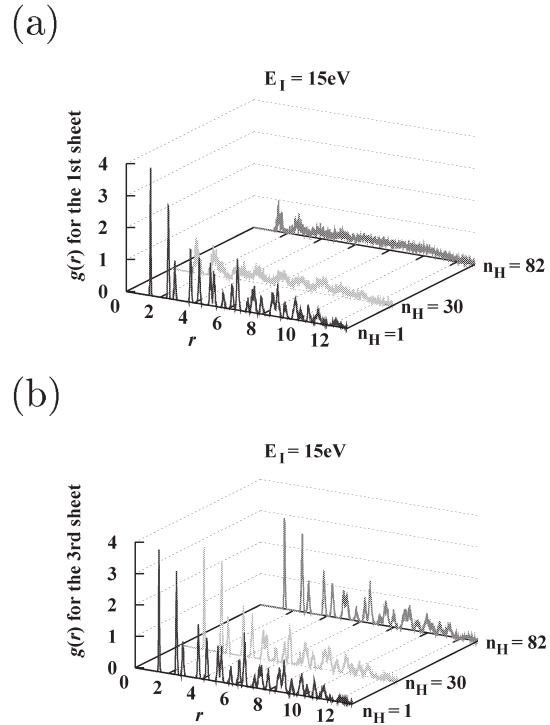 (a)
E_I = 15eV
g(r) for the 1st sheet
4
3
2
1
0
0 2 4 6 8 10 12
r
n_H = 82
n_H = 30
n_H = 1
(b)
E_I = 15eV
g(r) for the 3rd sheet
4
3
2
1
0
0 2 4 6 8 10 12
r
n_H = 82
n_H = 30
n_H = 1